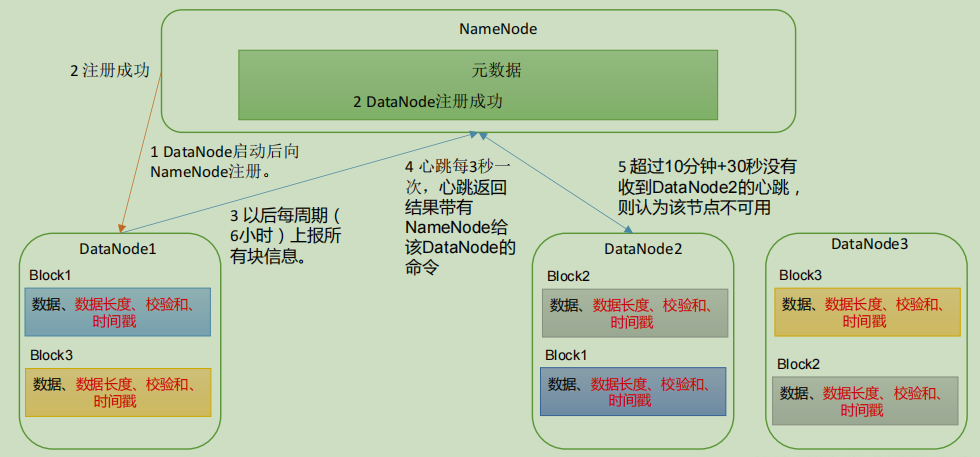 NameNode
元数据
2 DataNode注册成功
2 注册成功
1 DataNode启动后向
NameNode注册。
3 以后每周期（
6小时）上报所
有块信息。
4 心跳每3秒一
次，心跳返回
结果带有
NameNode给
该DataNode的
命令
5 超过10分钟+30秒没有
收到DataNode2的心跳，
则认为该节点不可用
DataNode1
Block1
数据、数据长度、校验和、
时间戳
Block3
数据、数据长度、校验和、
时间戳
DataNode2
Block2
数据、数据长度、校验和、
时间戳
Block1
数据、数据长度、校验和、
时间戳
DataNode3
Block3
数据、数据长度、校验和、
时间戳
Block2
数据、数据长度、校验和、
时间戳